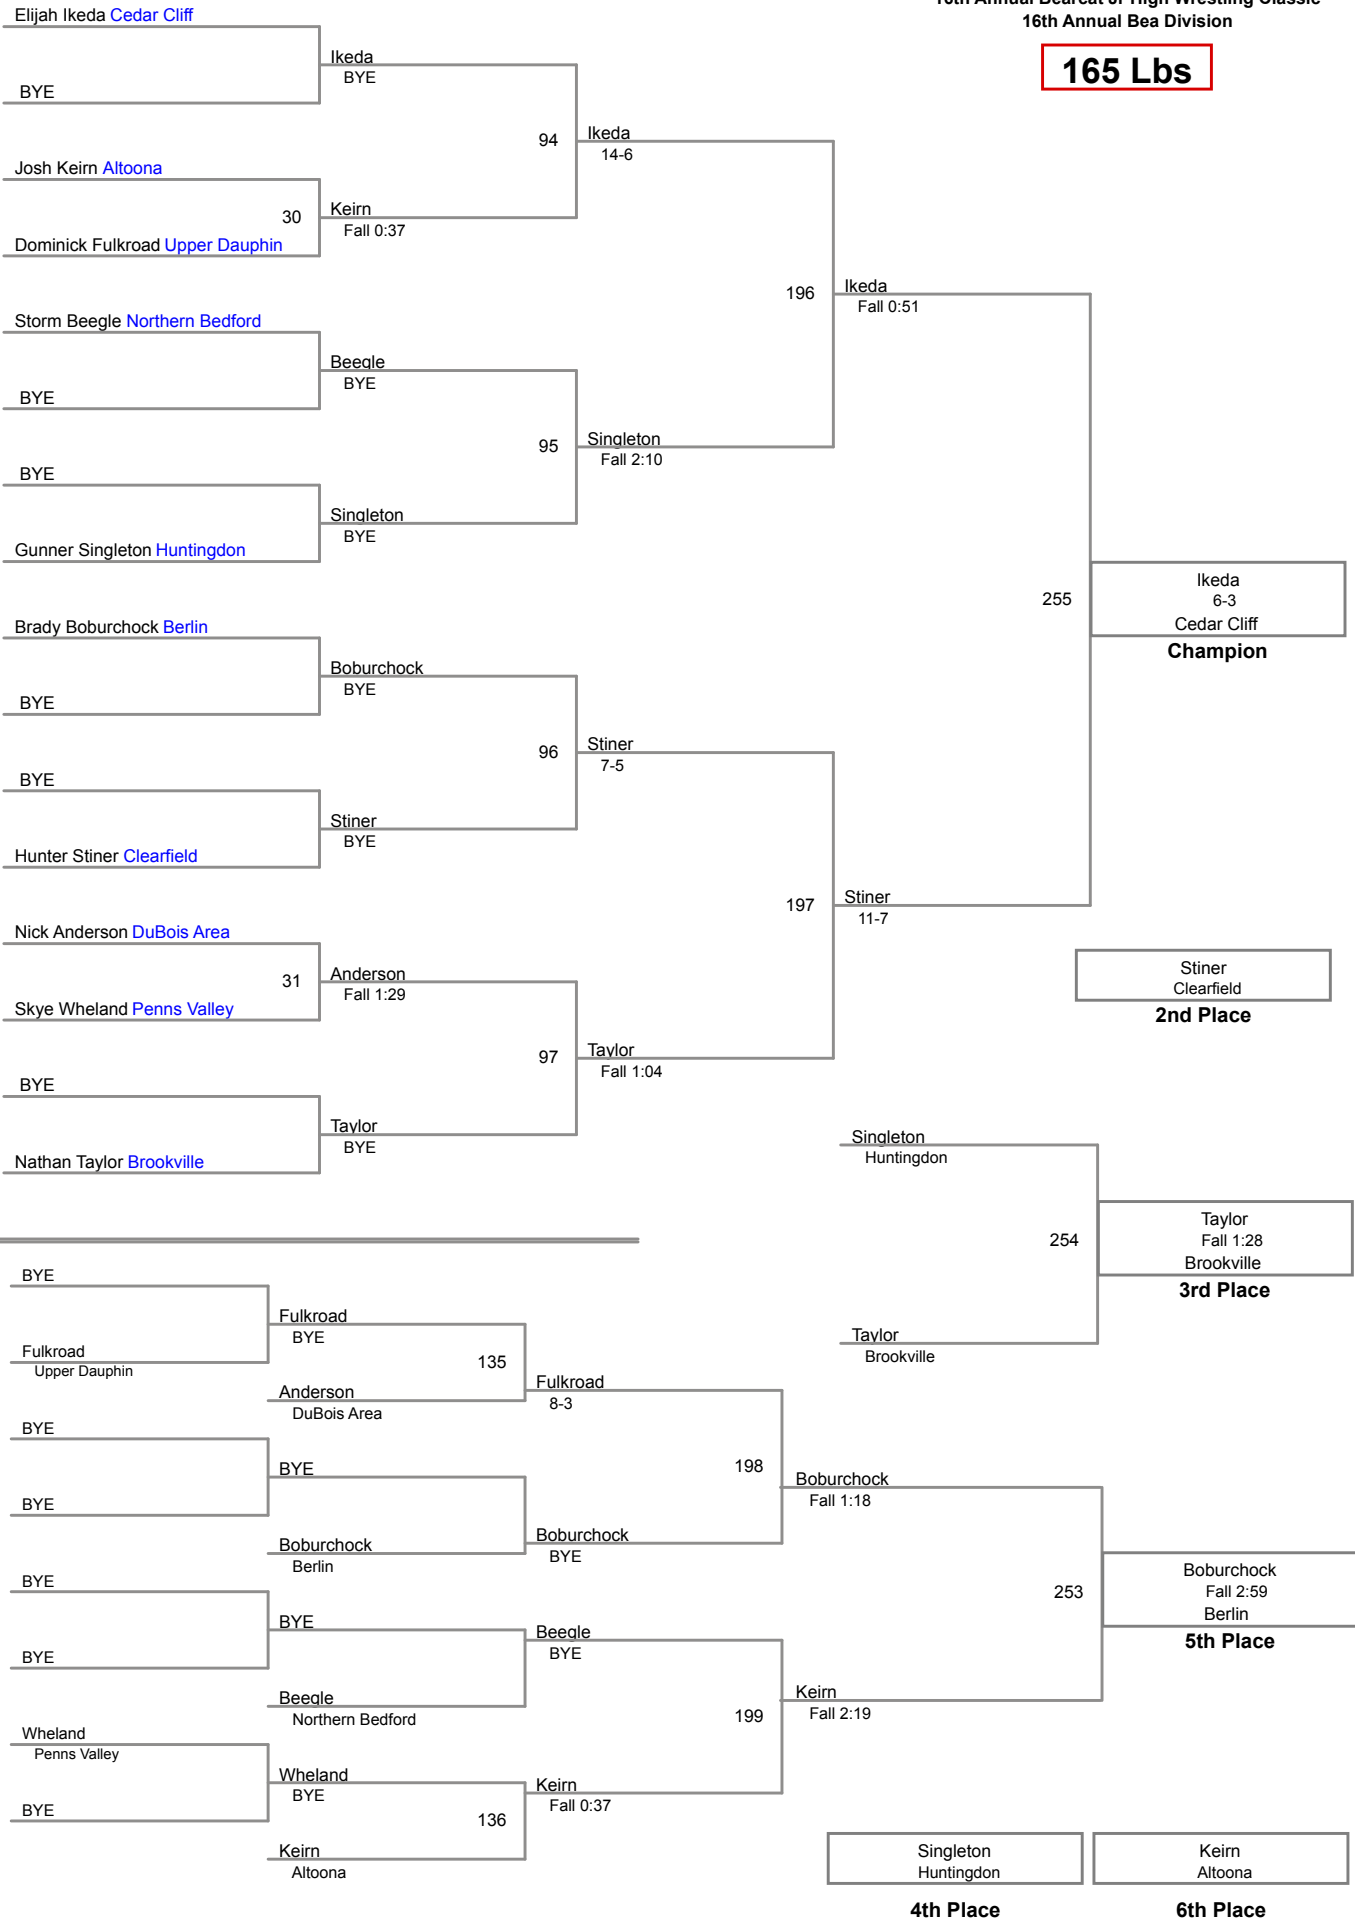 16th Annual Bearcat Jr High Wrestling Classic
16th Annual Bea Division
165 Lbs
Elijah Ikeda Cedar Cliff
BYE
Josh Keirn Altoona
30
Dominick Fulkroad Upper Dauphin
Storm Beegle Northern Bedford
BYE
BYE
Gunner Singleton Huntingdon
Brady Boburchock Berlin
BYE
BYE
Hunter Stiner Clearfield
Nick Anderson DuBois Area
31
Skye Wheland Penns Valley
BYE
Nathan Taylor Brookville
Ikeda
BYE
94
Keirn
Fall 0:37
Beegle
BYE
95
Singleton
BYE
Boburchock
BYE
96
Stiner
BYE
Anderson
Fall 1:29
97
Taylor
BYE
Ikeda
14-6
196
Singleton
Fall 2:10
Stiner
7-5
197
Taylor
Fall 1:04
Ikeda
Fall 0:51
255
Stiner
11-7
Ikeda
6-3
Cedar Cliff
Champion
Stiner
Clearfield
2nd Place
Singleton
Huntingdon
254
Taylor
Brookville
Taylor
Fall 1:28
Brookville
3rd Place
BYE
Fulkroad
Upper Dauphin
BYE
BYE
BYE
BYE
Wheland
Penns Valley
BYE
Fulkroad
BYE
135
Anderson
DuBois Area
BYE
Boburchock
Berlin
BYE
Beegle
Northern Bedford
Wheland
BYE
136
Keirn
Altoona
Fulkroad
8-3
198
Boburchock
BYE
Beegle
BYE
199
Keirn
Fall 0:37
Boburchock
Fall 1:18
253
Keirn
Fall 2:19
Boburchock
Fall 2:59
Berlin
5th Place
Singleton
Huntingdon
4th Place
Keirn
Altoona
6th Place